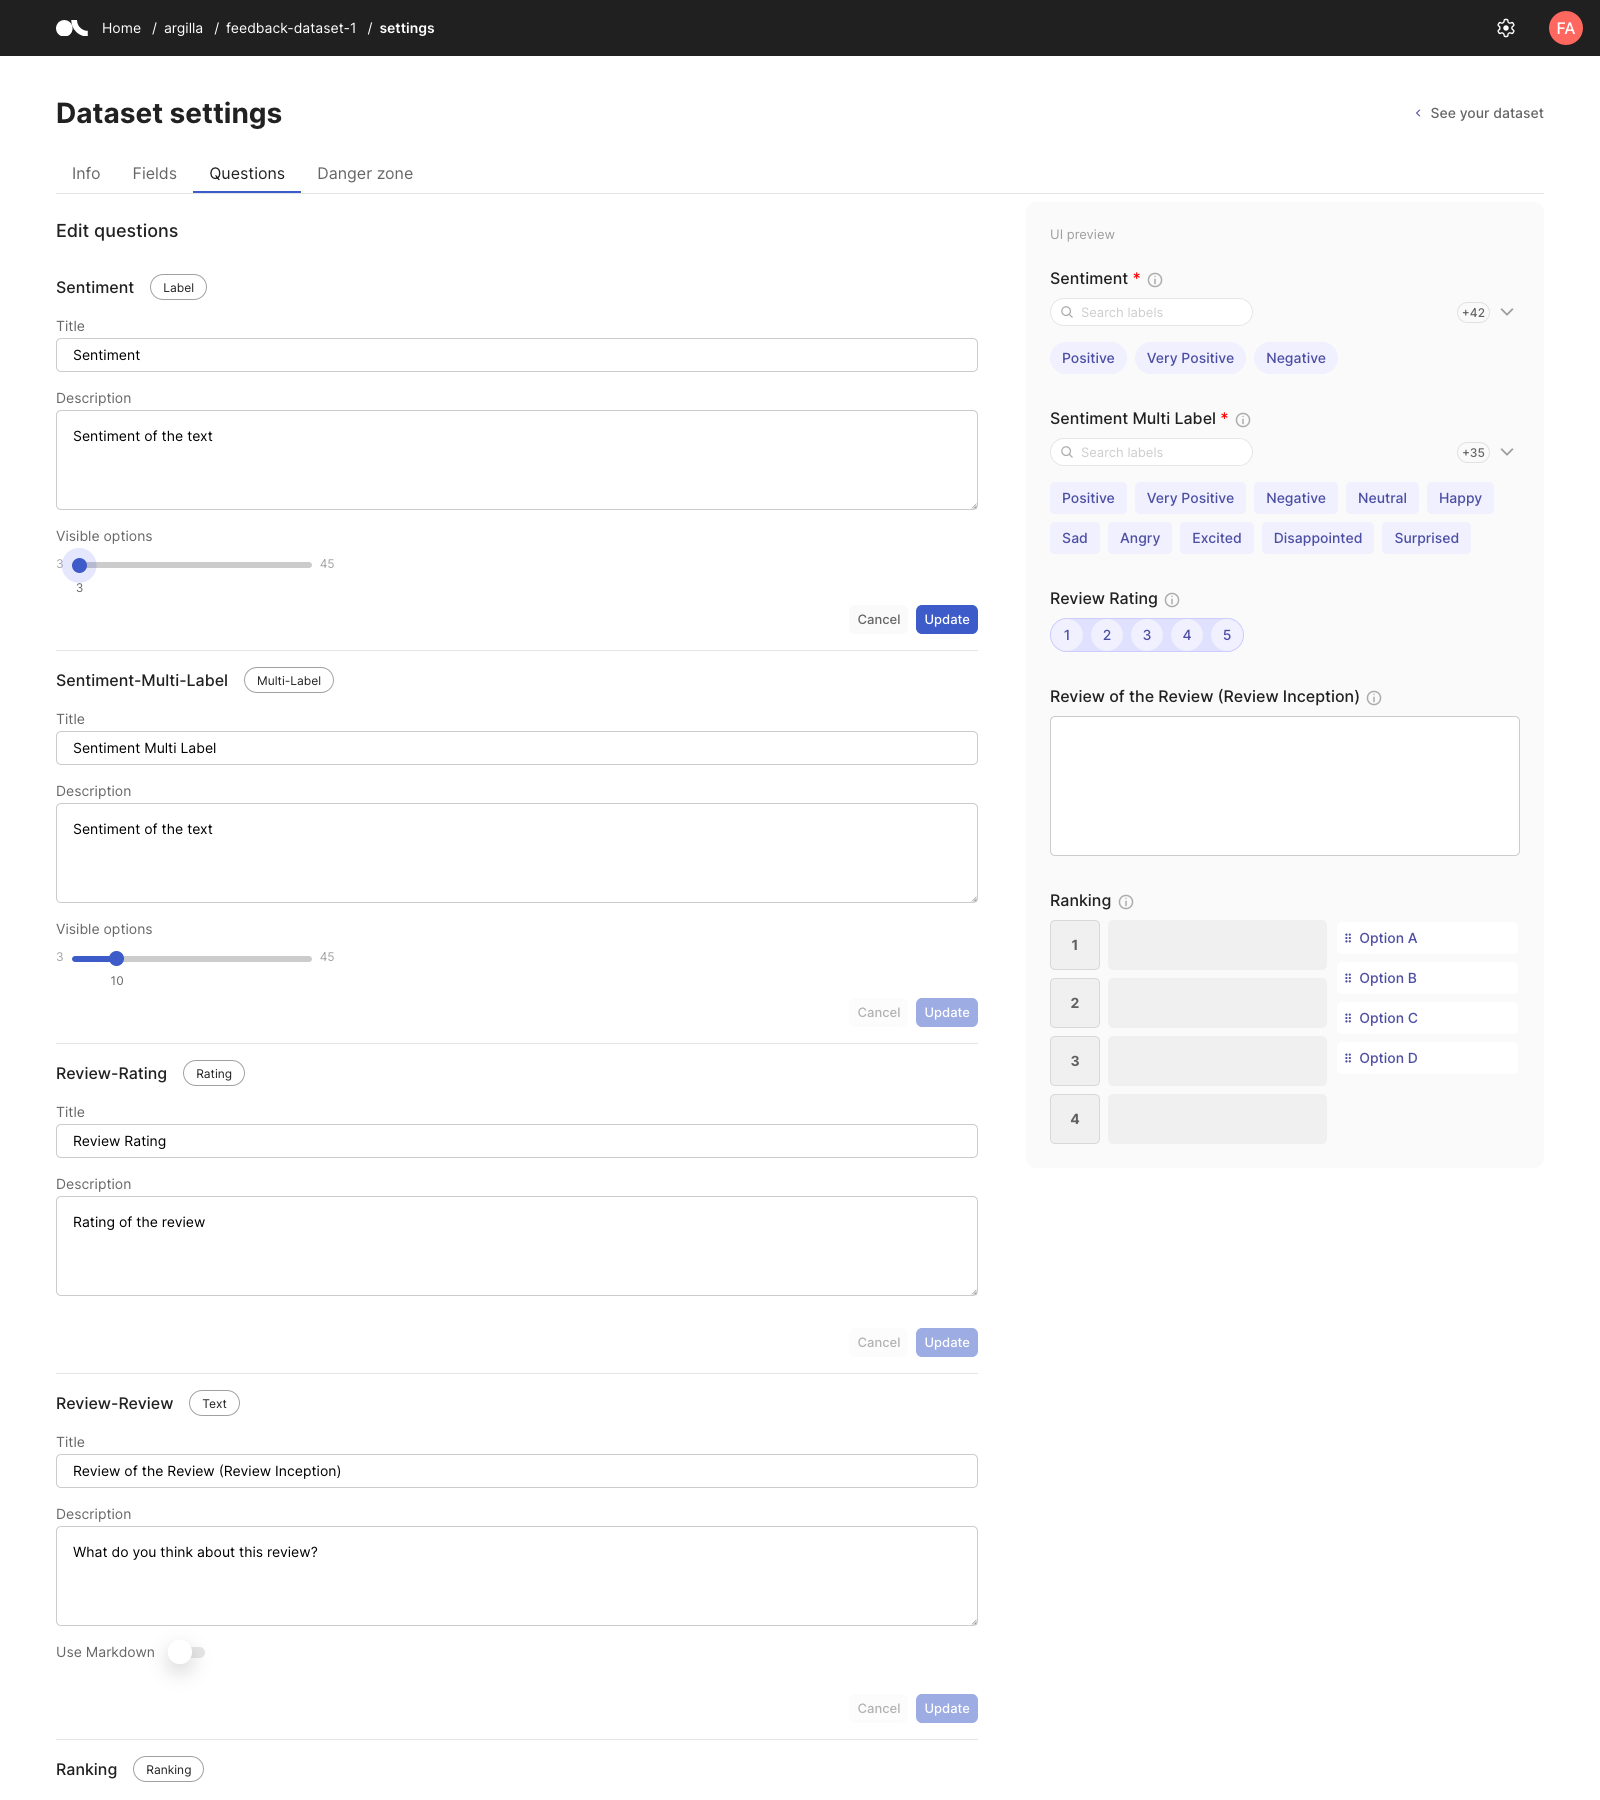 Home / argilla / feedback-dataset-1 / settings
FA
Dataset settings
See your dataset
Info Fields Questions Danger zone
Edit questions
Sentiment Label
Title
Sentiment
Description
Sentiment of the text
Visible options
3 45
3
Cancel Update
Sentiment-Multi-Label Multi-Label
Title
Sentiment Multi Label
Description
Sentiment of the text
Visible options
3 45
10
Cancel Update
Review-Rating Rating
Title
Review Rating
Description
Rating of the review
Cancel Update
Review-Review Text
Title
Review of the Review (Review Inception)
Description
What do you think about this review?
Use Markdown
Cancel Update
Ranking Ranking
UI preview
Sentiment *
Search labels +42
Positive Very Positive Negative
Sentiment Multi Label *
Search labels +35
Positive Very Positive Negative Neutral Happy
Sad Angry Excited Disappointed Surprised
Review Rating
1 2 3 4 5
Review of the Review (Review Inception)
Ranking
1 Option A
2 Option B
3 Option C
4 Option D